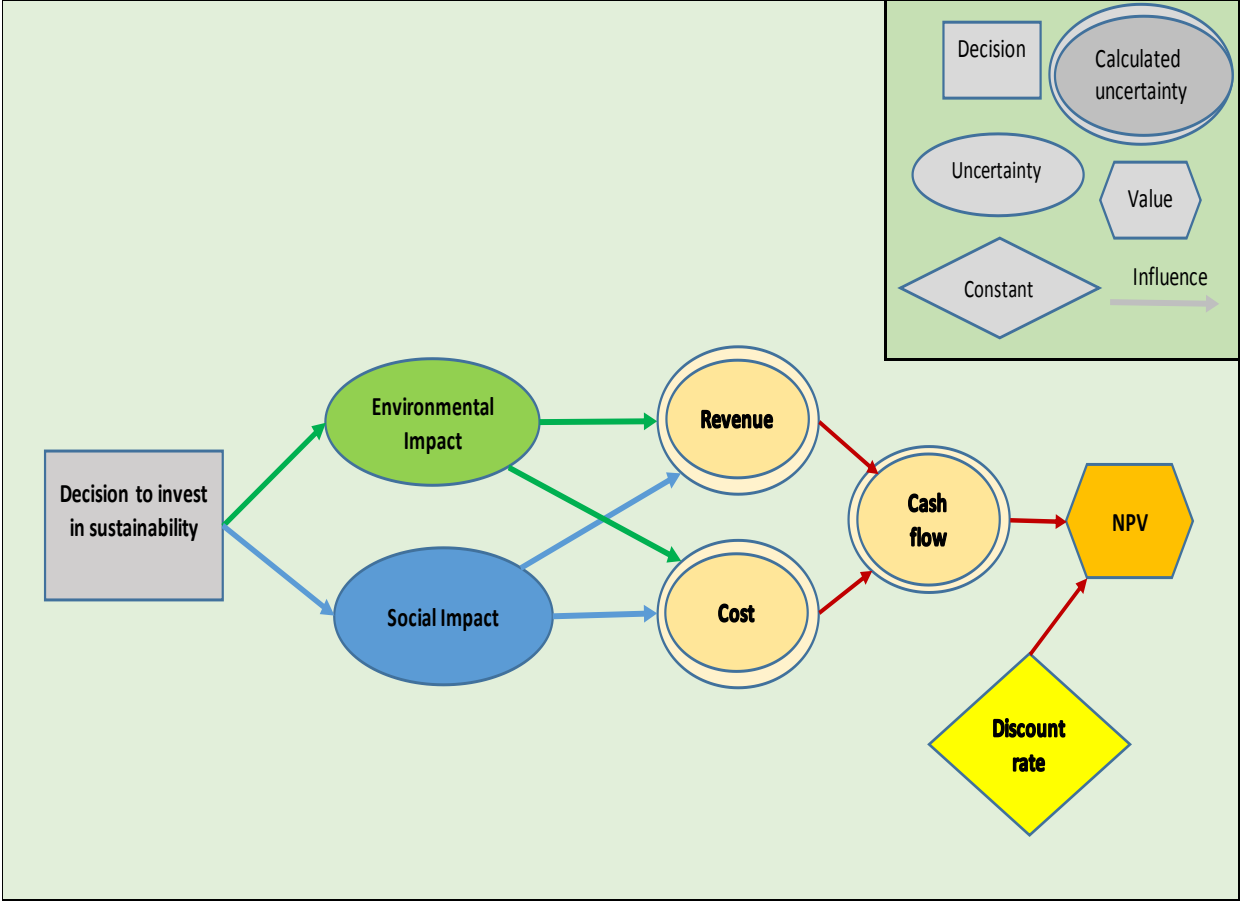 Decision
Calculated
uncertainty
Uncertainty
Value
Constant
Influence
Environmental
Impact
Revenue
Decision to invest
in sustainability
Cash
flow
NPV
Social Impact
Cost
Discount
rate